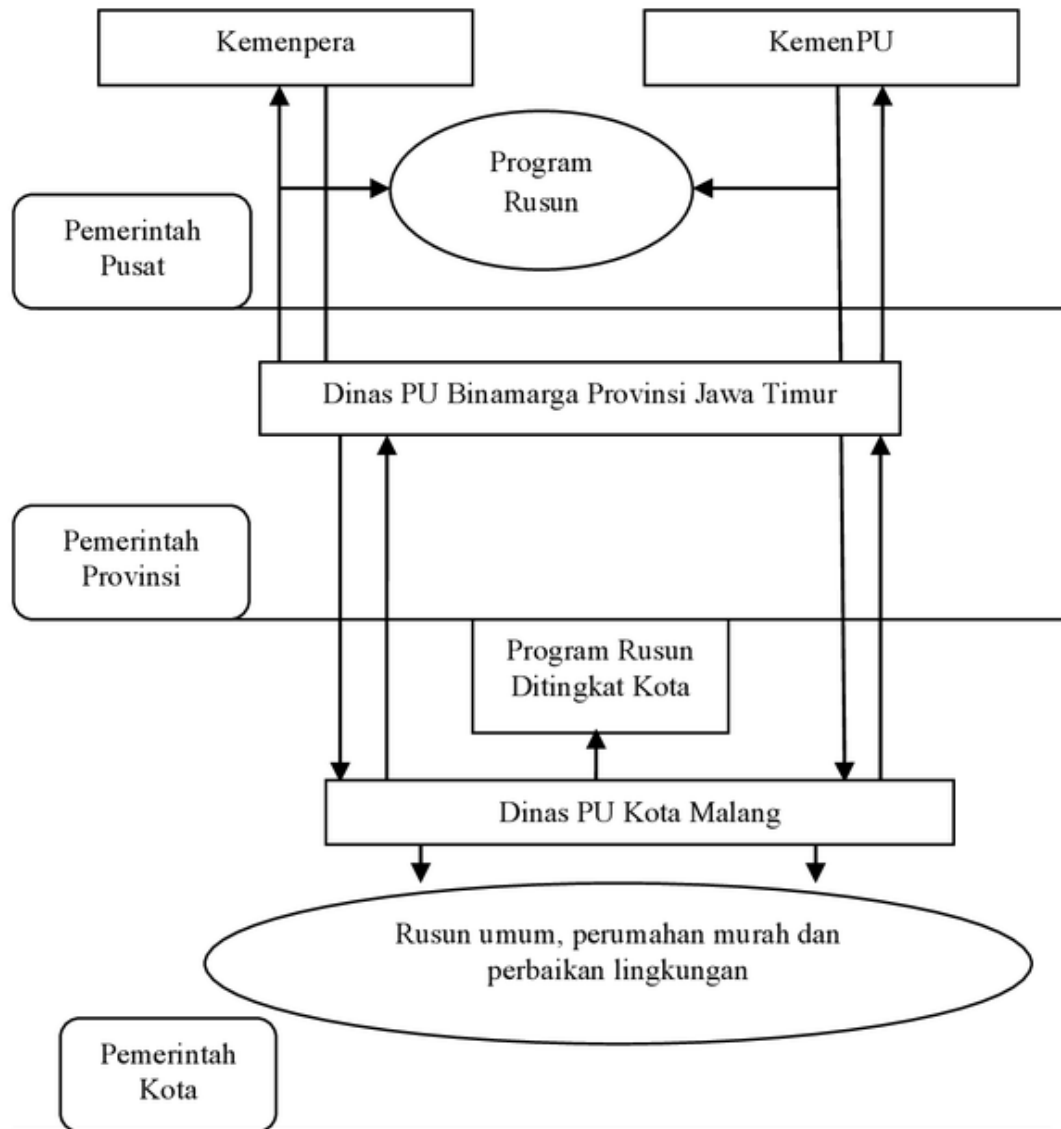 Kemenpera
KemenPU
Program
Rusun
Pemerintah
Pusat
Dinas PU Binamarga Provinsi Jawa Timur
Pemerintah
Provinsi
Program Rusun
Ditingkat Kota
Dinas PU Kota Malang
Rusun umum, perumahan murah dan
perbaikan lingkungan
Pemerintah
Kota